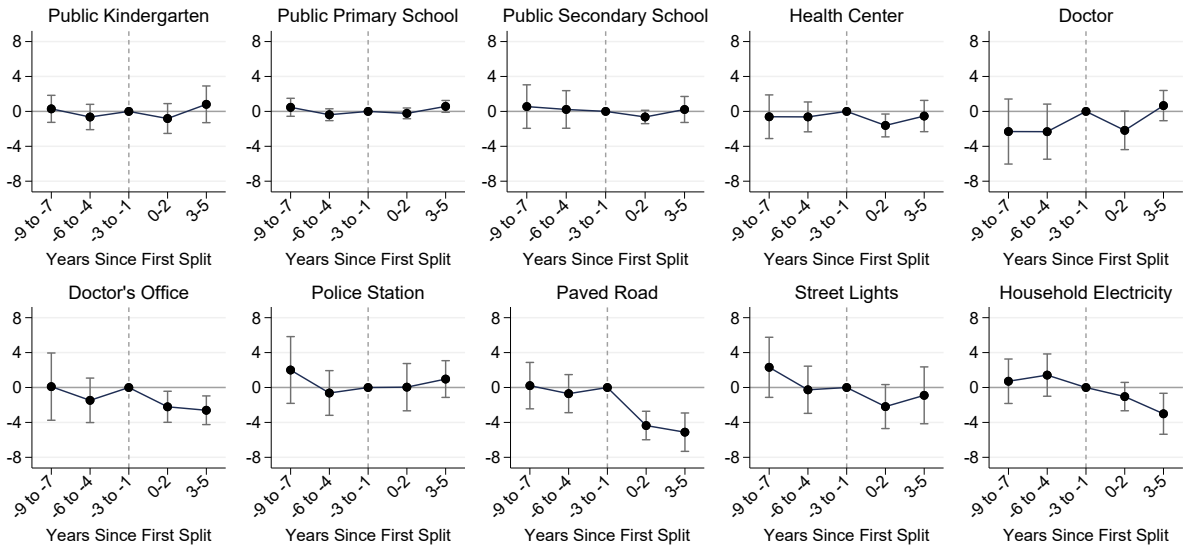 Public Kindergarten
8
4
0
-4
-8
-9 to -7
-6 to -4
-3 to -1
0-2
3-5
Years Since First Split
Public Primary School
8
4
0
-4
-8
-9 to -7
-6 to -4
-3 to -1
0-2
3-5
Years Since First Split
Public Secondary School
8
4
0
-4
-8
-9 to -7
-6 to -4
-3 to -1
0-2
3-5
Years Since First Split
Health Center
8
4
0
-4
-8
-9 to -7
-6 to -4
-3 to -1
0-2
3-5
Years Since First Split
Doctor
8
4
0
-4
-8
-9 to -7
-6 to -4
-3 to -1
0-2
3-5
Years Since First Split
Doctor's Office
8
4
0
-4
-8
-9 to -7
-6 to -4
-3 to -1
0-2
3-5
Years Since First Split
Police Station
8
4
0
-4
-8
-9 to -7
-6 to -4
-3 to -1
0-2
3-5
Years Since First Split
Paved Road
8
4
0
-4
-8
-9 to -7
-6 to -4
-3 to -1
0-2
3-5
Years Since First Split
Street Lights
8
4
0
-4
-8
-9 to -7
-6 to -4
-3 to -1
0-2
3-5
Years Since First Split
Household Electricity
8
4
0
-4
-8
-9 to -7
-6 to -4
-3 to -1
0-2
3-5
Years Since First Split